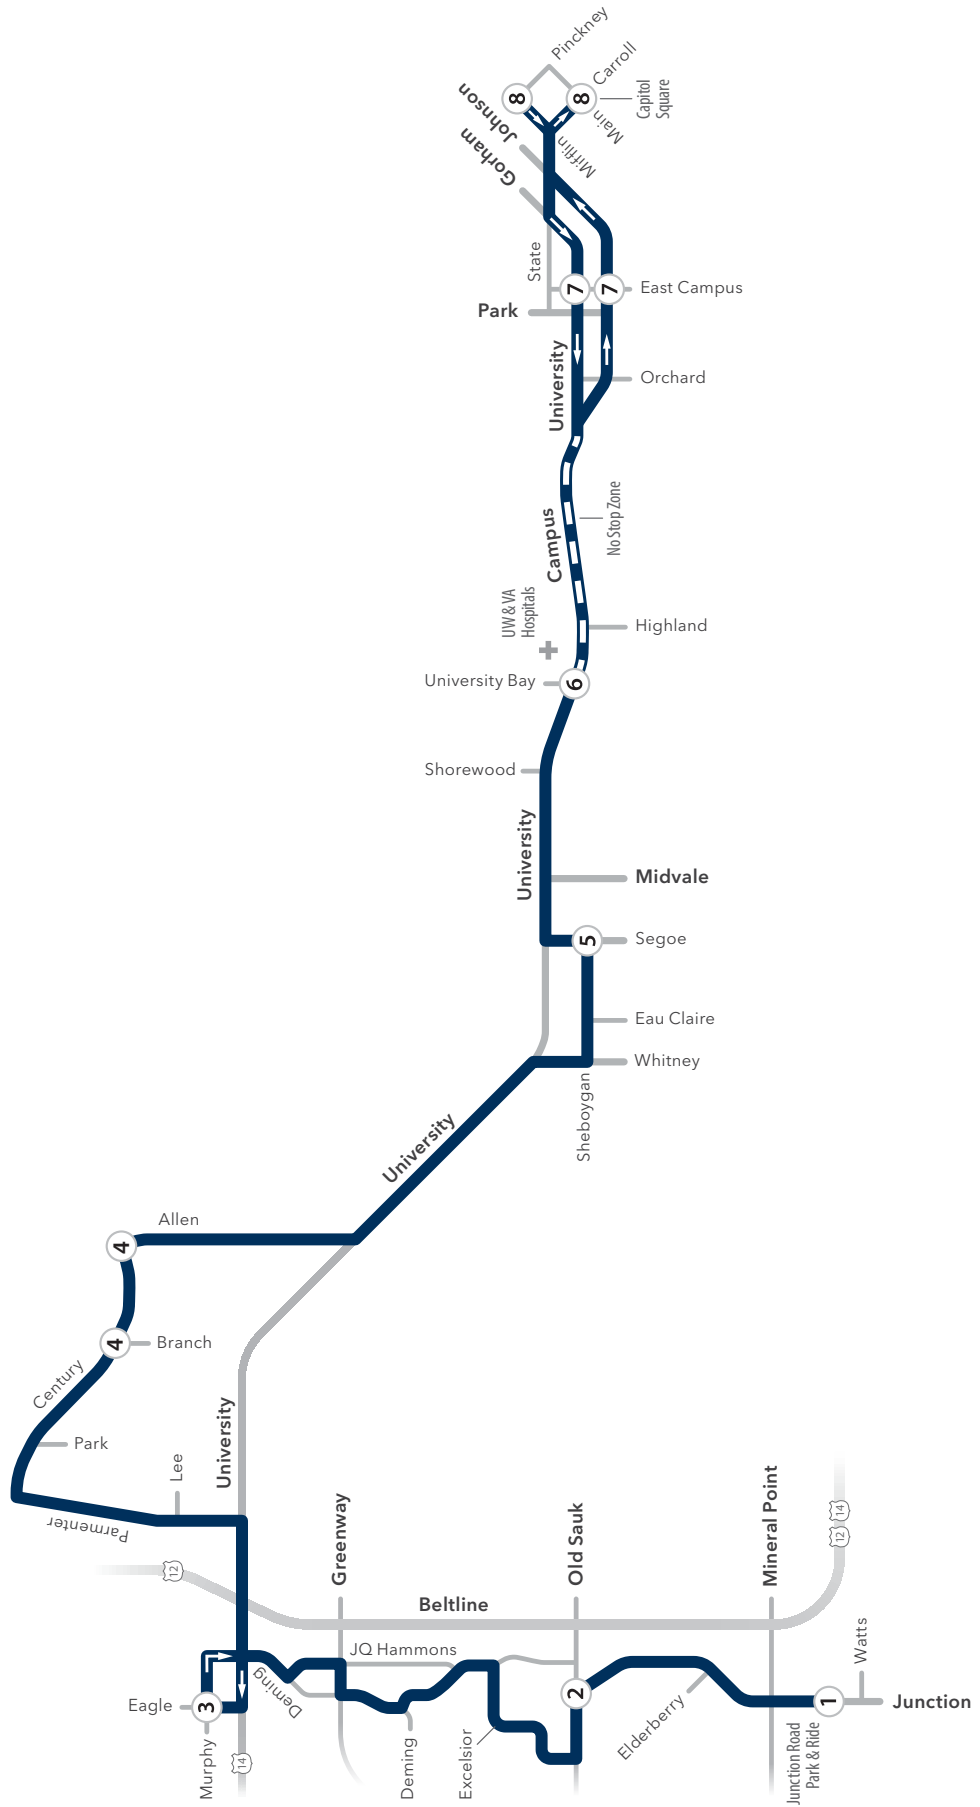 Pinckney
Carroll
Capitol
Square
8
8
Main
Mifflin
Johnson
Gorham
State
7
7
East Campus
Park
University
Orchard
Campus
No Stop Zone
UW & VA
Hospitals
Highland
University Bay
6
Shorewood
University
Midvale
5
Segoe
Eau Claire
Whitney
Sheboygan
University
Allen
4
4
Branch
Century
Park
Lee
University
Parmenter
12
Greenway
Old Sauk
Mineral Point
14
12
Beltline
JQ Hammons
Watts
Eagle
3
Deming
2
1
Junction
Elderberry
Murphy
14
Deming
Excelsior
Junction Road
Park & Ride